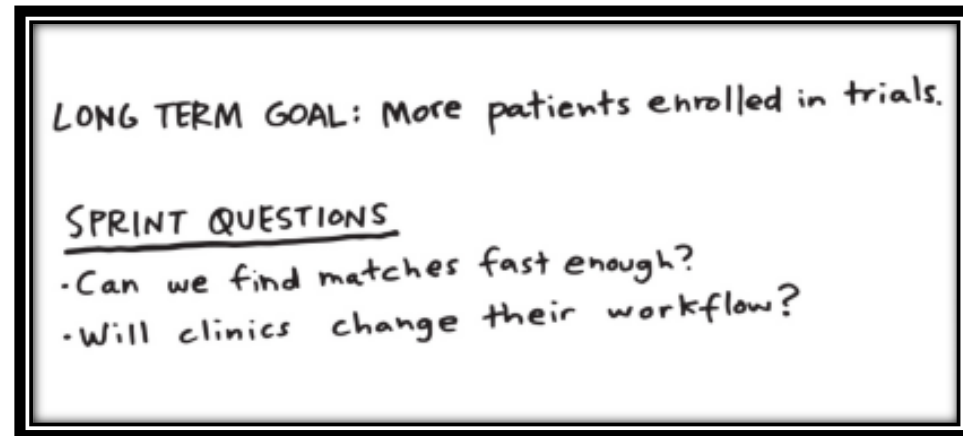 LONG TERM GOAL: More patients enrolled in trials.
SPRINT QUESTIONS
·Can we find matches fast enough?
·Will clinics change their workflow?